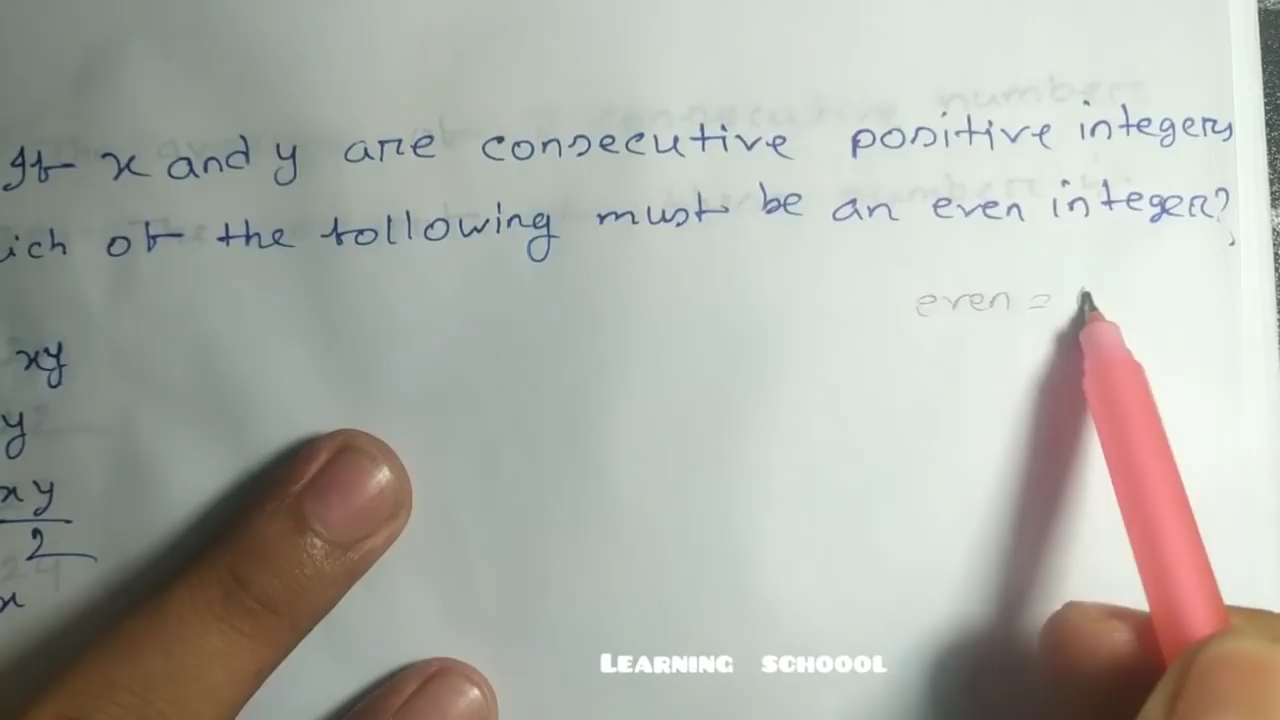 If x and y are consecutive positive integers
ich of the following must be an even integer?
even =
xy
y
xy
2
x
LEARNING SCHOOOL